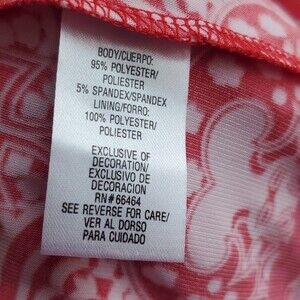 BODY/CUERPO:
95% POLYESTER/
POLIESTER
5% SPANDEX/SPANDEX
LINING/FORRO:
100% POLYESTER/
POLIESTER
EXCLUSIVE OF
DECORATION/
EXCLUSIVO DE
DECORACION
RN#66464
SEE REVERSE FOR CARE/
VER AL DORSO
PARA CUIDADO